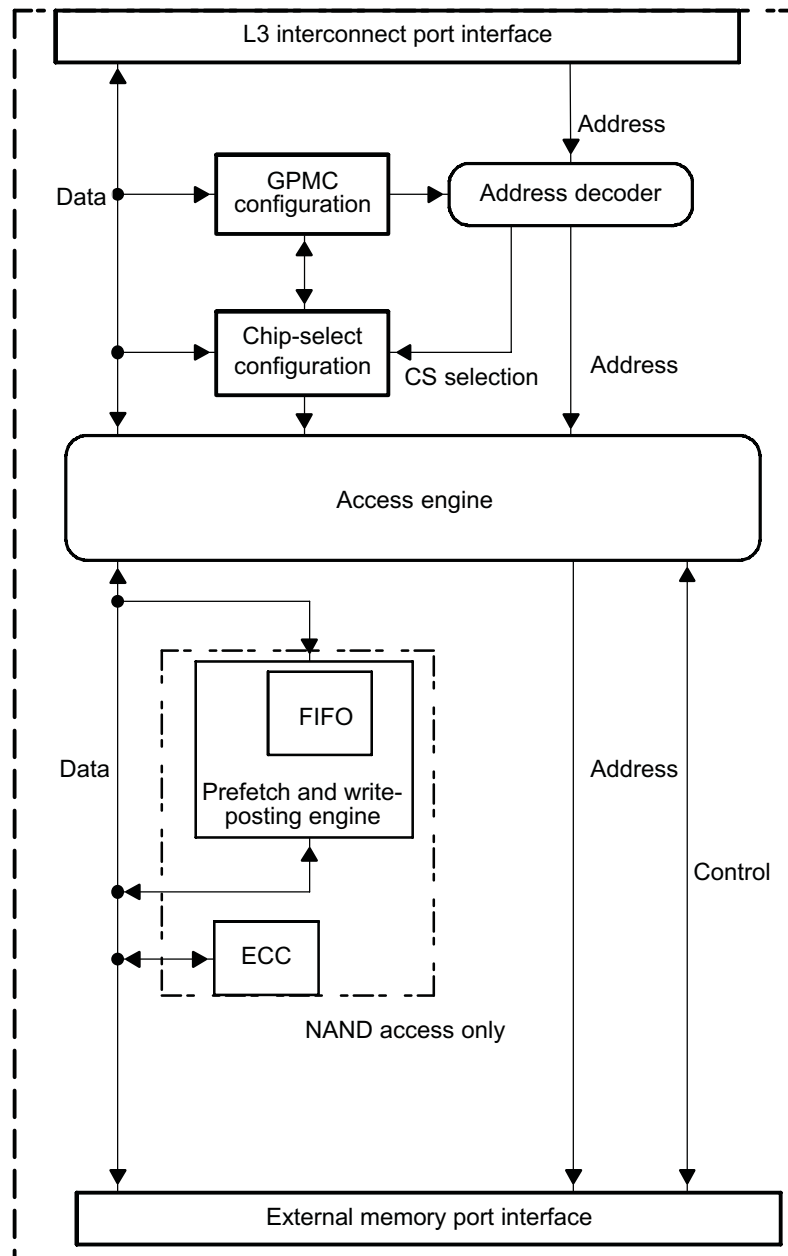 L3 interconnect port interface
Address
GPMC
configuration
Address decoder
Data
Chip-select
configuration
CS selection
Address
Access engine
FIFO
Prefetch and write-
posting engine
Data
Address
Control
ECC
NAND access only
External memory port interface